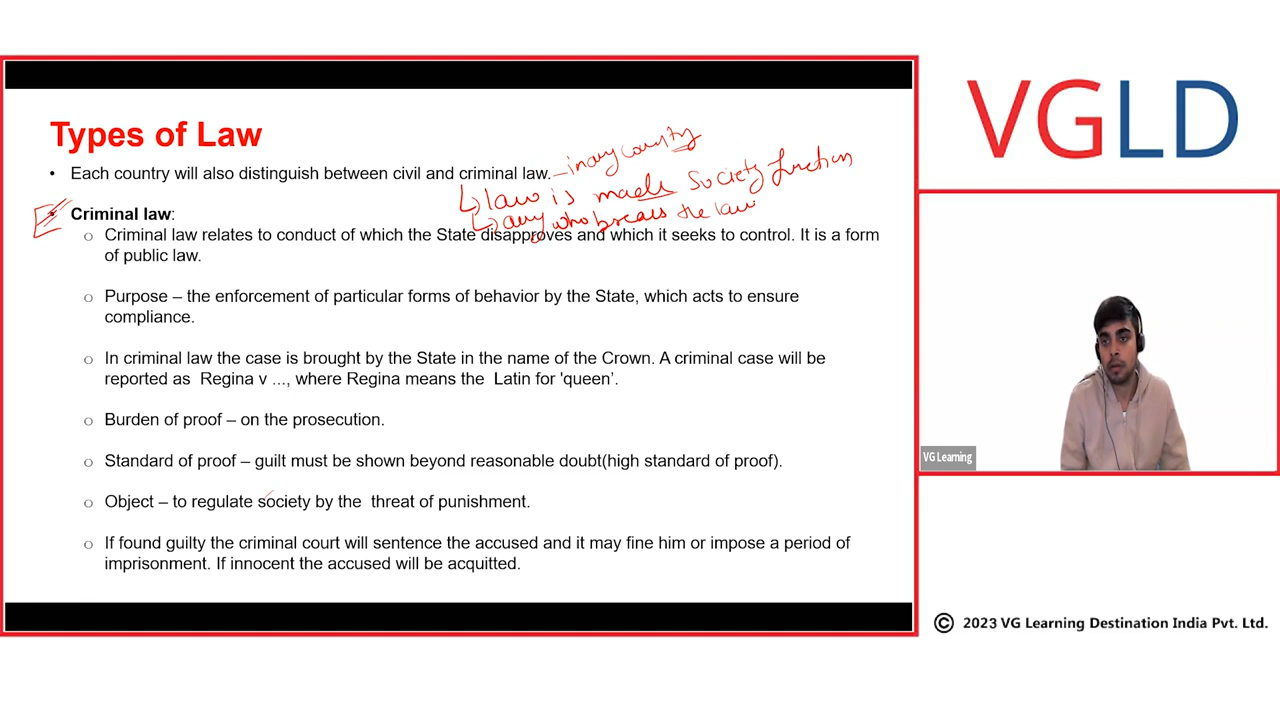 VGLD
Types of Law
• Each country will also distinguish between civil and criminal law.
law is made Society function
any who breaks the law
Criminal law:
o Criminal law relates to conduct of which the State disapproves and which it seeks to control. It is a form
of public law.
o Purpose – the enforcement of particular forms of behavior by the State, which acts to ensure
compliance.
o In criminal law the case is brought by the State in the name of the Crown. A criminal case will be
reported as Regina v ..., where Regina means the Latin for 'queen’.
o Burden of proof – on the prosecution.
o Standard of proof – guilt must be shown beyond reasonable doubt(high standard of proof).
o Object – to regulate society by the threat of punishment.
o If found guilty the criminal court will sentence the accused and it may fine him or impose a period of
imprisonment. If innocent the accused will be acquitted.
VG Learning
© 2023 VG Learning Destination India Pvt. Ltd.